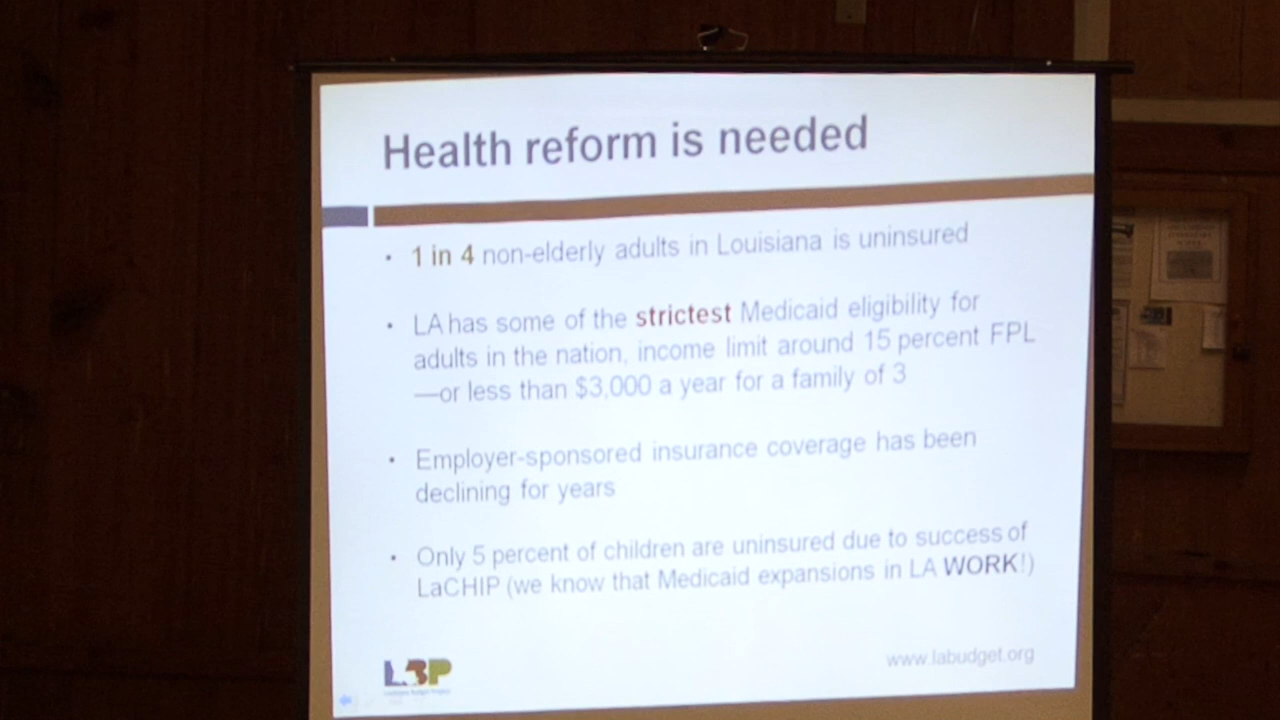 Health reform is needed
• 1 in 4 non-elderly adults in Louisiana is uninsured
• LA has some of the strictest Medicaid eligibility for
adults in the nation, income limit around 15 percent FPL
—or less than $3,000 a year for a family of 3
• Employer-sponsored insurance coverage has been
declining for years
• Only 5 percent of children are uninsured due to success of
LaCHIP (we know that Medicaid expansions in LA WORK!)
LBP
www.labudget.org